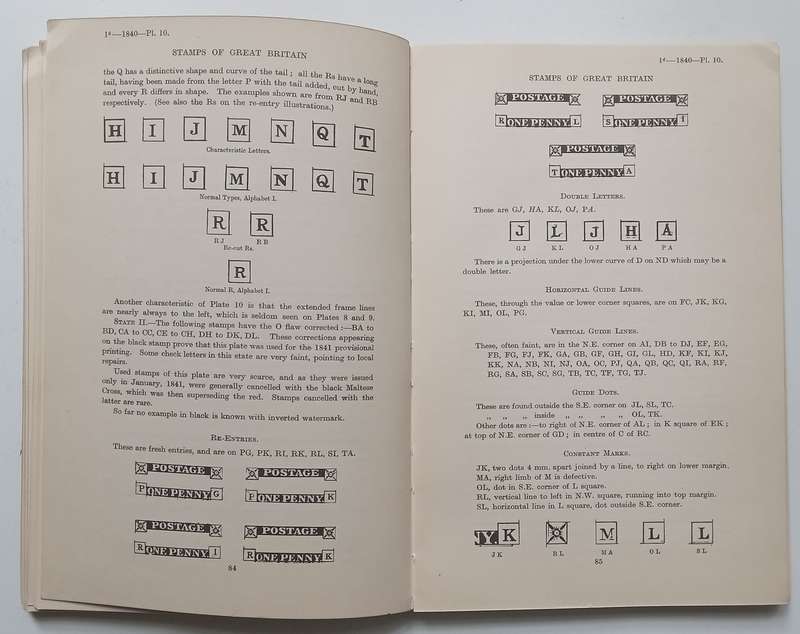 1ᵈ—1840—Pl. 10.
STAMPS OF GREAT BRITAIN
the Q has a distinctive shape and curve of the tail; all the Rs have a long
tail, having been made from the letter P with the tail added, cut by hand,
and every R differs in shape. The examples shown are from RJ and RB
respectively. (See also the Rs on the re-entry illustrations.)
H I J M N Q T
Characteristic Letters.
H I J M N Q T
Normal Types, Alphabet I.
R R
R J R B
Re-cut Rs.
R
Normal R, Alphabet I.
Another characteristic of Plate 10 is that the extended frame lines
are nearly always to the left, which is seldom seen on Plates 8 and 9.
STATE II.—The following stamps have the O flaw corrected:—BA to
BD, CA to CC, CE to CH, DH to DK, DL. These corrections appearing
on the black stamp prove that this plate was used for the 1841 provisional
printing. Some check letters in this state are very faint, pointing to local
repairs.
Used stamps of this plate are very scarce, and as they were issued
only in January, 1841, were generally cancelled with the black Maltese
Cross, which was then superseding the red. Stamps cancelled with the
latter are rare.
So far no example in black is known with inverted watermark.
RE-ENTRIES.
These are fresh entries, and are on PG, PK, RI, RK, RL, SI, TA.
POSTAGE POSTAGE
P ONE PENNY G P ONE PENNY K
POSTAGE POSTAGE
R ONE PENNY I R ONE PENNY K
84
1ᵈ—1840—Pl. 10.
STAMPS OF GREAT BRITAIN
POSTAGE POSTAGE
R ONE PENNY L S ONE PENNY I
POSTAGE
T ONE PENNY A
DOUBLE LETTERS.
These are GJ, HA, KL, OJ, PA.
J L J H A
G J K L O J H A P A
There is a projection under the lower curve of D on ND which may be a
double letter.
HORIZONTAL GUIDE LINES.
These, through the value or lower corner squares, are on FC, JK, KG,
KI, MI, OL, PG.
VERTICAL GUIDE LINES.
These, often faint, are in the N.E. corner on AI, DB to DJ, EF, EG,
FB, FG, FJ, FK, GA, GB, GF, GH, GI, GL, HD, KF, KI, KJ,
KK, NA, NB, NI, NJ, OA, OC, PJ, QA, QB, QC, QI, RA, RF,
RG, SA, SB, SC, SG, TB, TC, TF, TG, TJ.
GUIDE DOTS.
These are found outside the S.E. corner on JL, SL, TC.
„ „ „ inside „ „ „ „ OL, TK.
Other dots are:—to right of N.E. corner of AL; in K square of EK;
at top of N.E. corner of GD; in centre of C of RC.
CONSTANT MARKS.
JK, two dots 4 mm. apart joined by a line, to right on lower margin.
MA, right limb of M is defective.
OL, dot in S.E. corner of L square.
RL, vertical line to left in N.W. square, running into top margin.
SL, horizontal line in L square, dot outside S.E. corner.
Y K M L L
J K R L M A O L S L
85